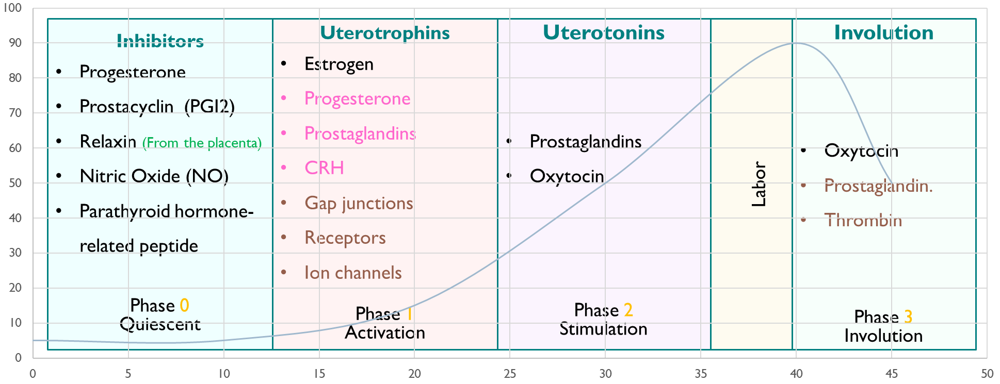 100
90
80
70
60
50
40
30
20
10
0
Inhibitors
• Progesterone
• Prostacyclin (PGI2)
• Relaxin (From the placenta)
• Nitric Oxide (NO)
• Parathyroid hormone-
related peptide
Phase 0
Quiescent
Uterotrophins
• Estrogen
• Progesterone
• Prostaglandins
• CRH
• Gap junctions
• Receptors
• Ion channels
Phase 1
Activation
Uterotonins
• Prostaglandins
• Oxytocin
Phase 2
Stimulation
Labor
Involution
• Oxytocin
• Prostaglandin.
• Thrombin
Phase 3
Involution
0 5 10 15 20 25 30 35 40 45 50